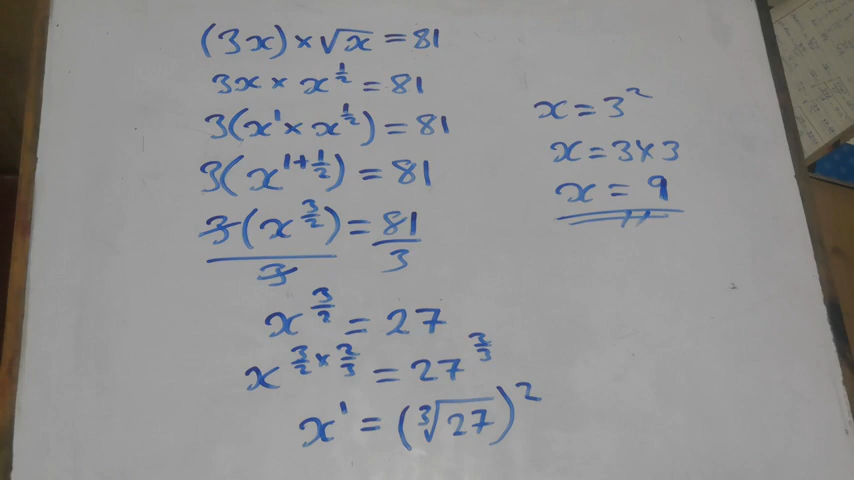 (3x) × √x = 81
3x × x^(1/2) = 81
3(x^1 × x^(1/2)) = 81
3(x^(1+1/2)) = 81
3(x^(3/2))/3 = 81/3
x^(3/2) = 27
x^(3/2 × 2/3) = 27^(2/3)
x^1 = (∛27)^2
x = 3^2
x = 3×3
x = 9